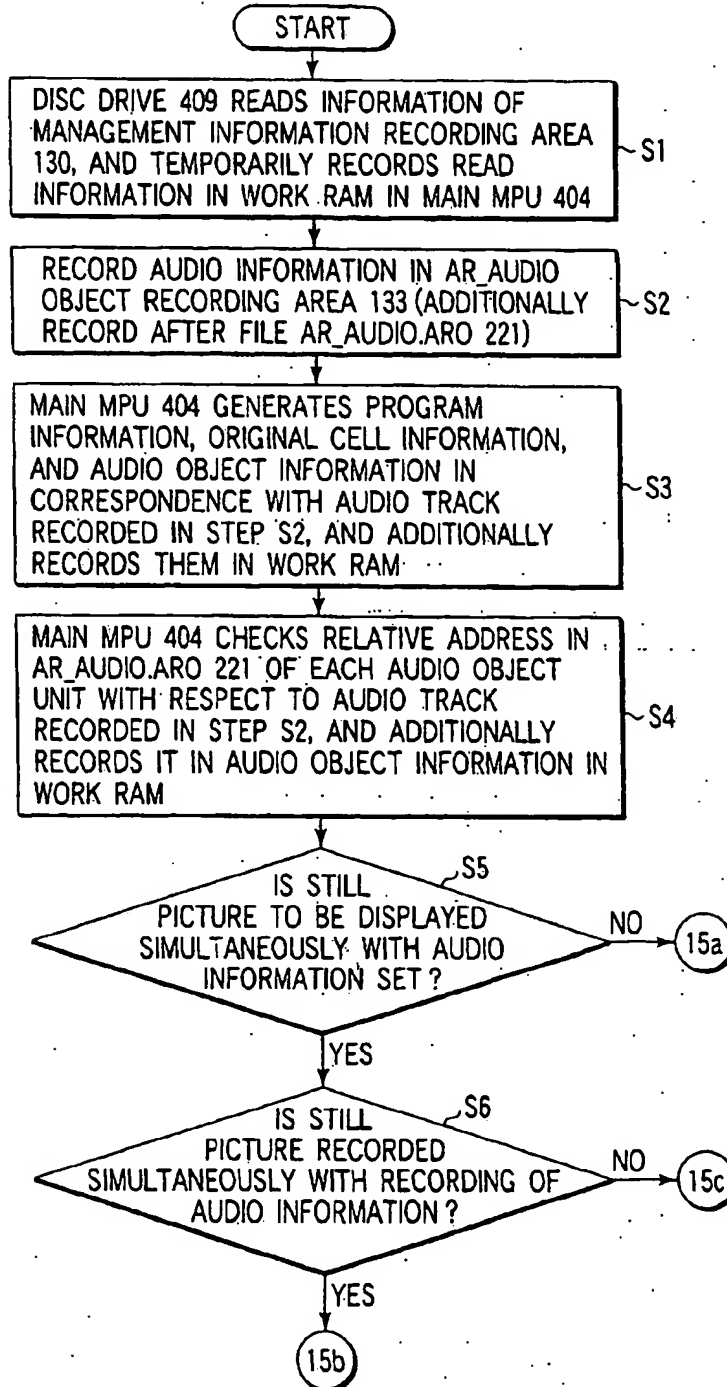 START
DISC DRIVE 409 READS INFORMATION OF
MANAGEMENT INFORMATION RECORDING AREA
130, AND TEMPORARILY RECORDS READ
INFORMATION IN WORK RAM IN MAIN MPU 404
S1
RECORD AUDIO INFORMATION IN AR_AUDIO
OBJECT RECORDING AREA 133 (ADDITIONALLY
RECORD AFTER FILE AR_AUDIO.ARO 221)
S2
MAIN MPU 404 GENERATES PROGRAM
INFORMATION, ORIGINAL CELL INFORMATION,
AND AUDIO OBJECT INFORMATION IN
CORRESPONDENCE WITH AUDIO TRACK
RECORDED IN STEP S2, AND ADDITIONALLY
RECORDS THEM IN WORK RAM
S3
MAIN MPU 404 CHECKS RELATIVE ADDRESS IN
AR_AUDIO.ARO 221 OF EACH AUDIO OBJECT
UNIT WITH RESPECT TO AUDIO TRACK
RECORDED IN STEP S2, AND ADDITIONALLY
RECORDS IT IN AUDIO OBJECT INFORMATION IN
WORK RAM
S4
S5
IS STILL
PICTURE TO BE DISPLAYED
SIMULTANEOUSLY WITH AUDIO
INFORMATION SET ?
NO
15a
YES
S6
IS STILL
PICTURE RECORDED
SIMULTANEOUSLY WITH RECORDING OF
AUDIO INFORMATION ?
NO
15c
YES
15b